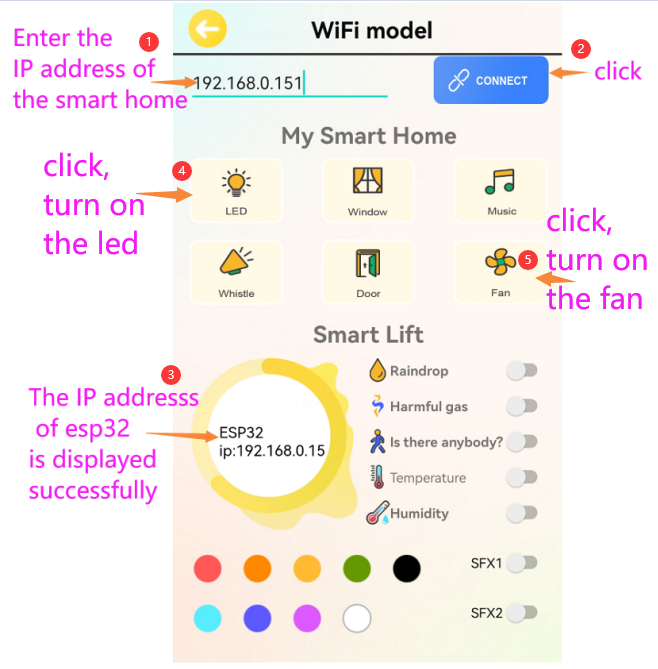 WiFi model
Enter the
IP address of
the smart home
1
192.168.0.151
CONNECT
2
click
My Smart Home
click,
turn on
the led
4
LED
Window
Music
Whistle
Door
Fan
5
click,
turn on
the fan
Smart Lift
3
The IP addresss
of esp32
is displayed
successfully
ESP32
ip:192.168.0.15
Raindrop
Harmful gas
Is there anybody?
Temperature
Humidity
SFX1
SFX2